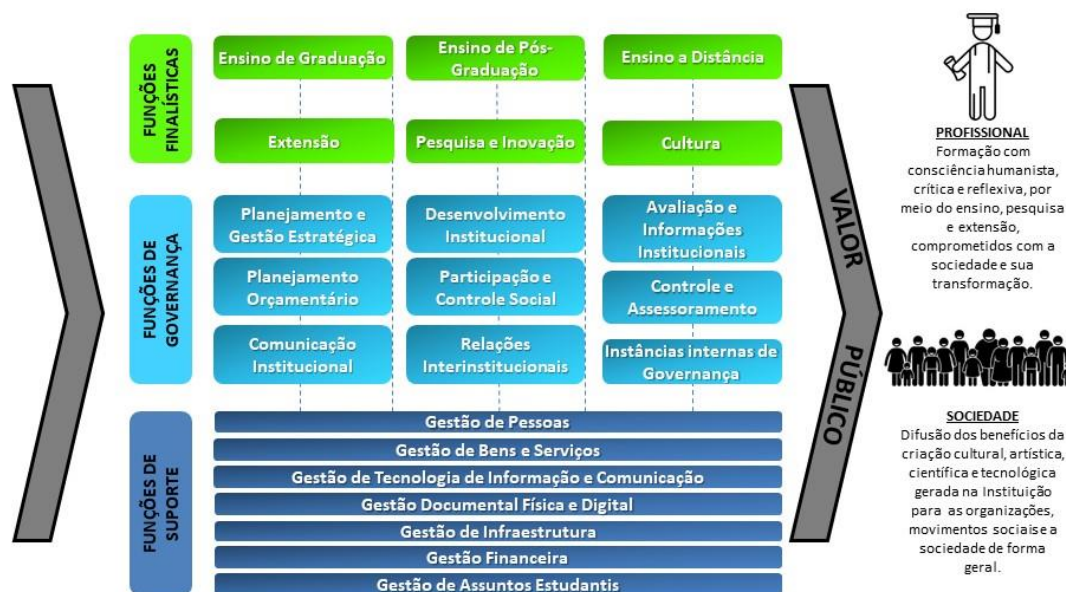 FUNÇÕES
FINALÍSTICAS
Ensino de Graduação
Ensino de Pós-
Graduação
Ensino a Distância
Extensão
Pesquisa e Inovação
Cultura
FUNÇÕES DE
GOVERNANÇA
Planejamento e
Gestão Estratégica
Desenvolvimento
Institucional
Avaliação e
Informações
Institucionais
Planejamento
Orçamentário
Participação e
Controle Social
Controle e
Assessoramento
Comunicação
Institucional
Relações
Interinstitucionais
Instâncias internas de
Governança
FUNÇÕES DE
SUPORTE
Gestão de Pessoas
Gestão de Bens e Serviços
Gestão de Tecnologia de Informação e Comunicação
Gestão Documental Física e Digital
Gestão de Infraestrutura
Gestão Financeira
Gestão de Assuntos Estudantis
VALOR
PÚBLICO
PROFISSIONAL
Formação com
consciência humanista,
crítica e reflexiva, por
meio do ensino, pesquisa
e extensão,
comprometidos com a
sociedade e sua
transformação.
SOCIEDADE
Difusão dos benefícios da
criação cultural, artística,
científica e tecnológica
gerada na Instituição
para as organizações,
movimentos sociais e a
sociedade de forma
geral.